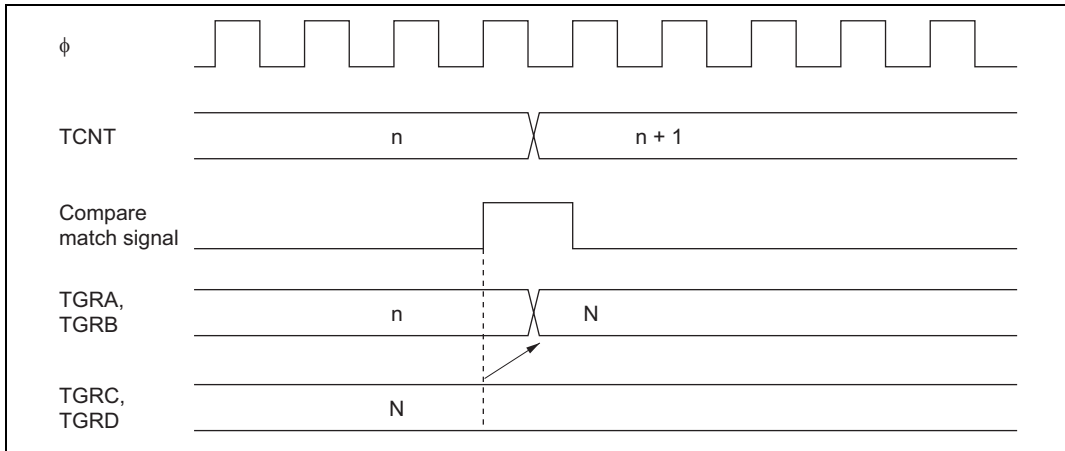 ϕ
TCNT
n
n + 1
Compare
match signal
TGRA,
TGRB
n
N
TGRC,
TGRD
N